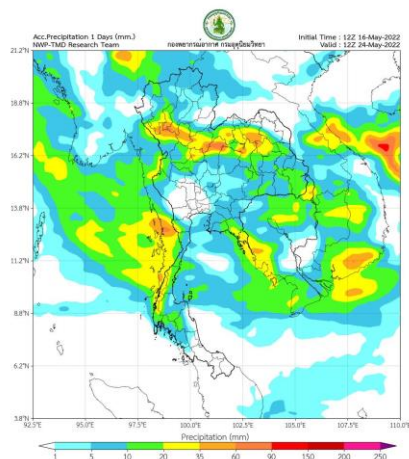 Acc.Precipitation 1 Days (mm.)
NWP-TMD Research Team
กองพยากรณ์อากาศ กรมอุตุนิยมวิทยา
Initial Time : 12Z 16-May-2022
Valid : 12Z 24-May-2022
21.2°N
18.8°N
16.2°N
13.8°N
11.2°N
8.8°N
6.2°N
3.8°N
92.5°E 95.0°E 97.5°E 100.0°E 102.5°E 105.0°E 107.5°E 110.0°E
Precipitation (mm)
1 5 10 20 35 60 90 150 200 250